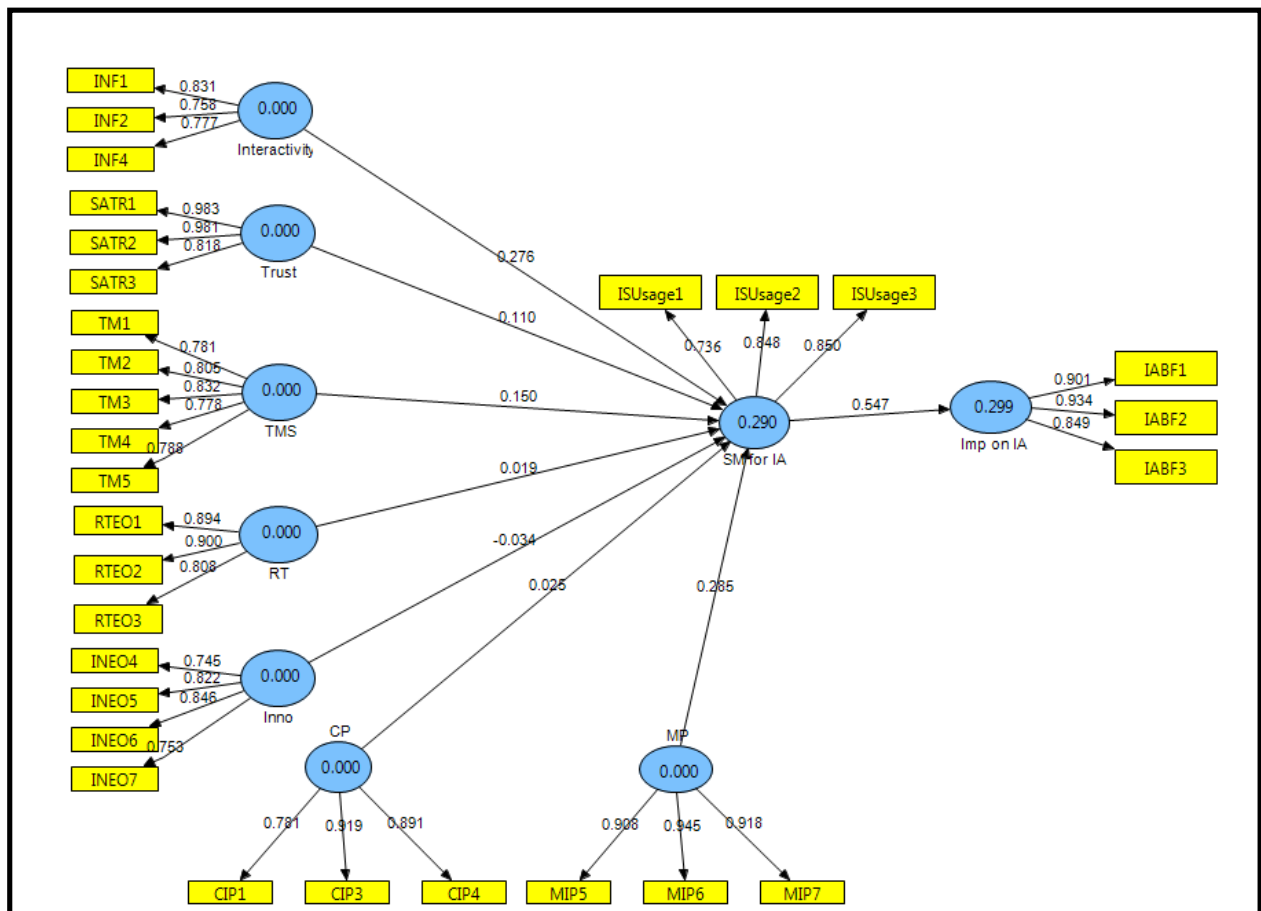 INF1
0.831
INF2
0.758
INF4
0.777
0.000
Interactivity
SATR1
0.983
SATR2
0.981
SATR3
0.818
0.000
Trust
TM1
0.781
TM2
0.805
TM3
0.832
TM4
0.778
TM5
0.788
0.000
TMS
RTEO1
0.894
RTEO2
0.900
RTEO3
0.808
0.000
RT
INEO4
0.745
INEO5
0.822
INEO6
0.846
INEO7
0.753
0.000
Inno
CP
0.000
0.781
0.919
0.891
CIP1
CIP3
CIP4
MP
0.000
0.908
0.945
0.918
MIP5
MIP6
MIP7
0.276
0.110
0.150
0.019
-0.034
0.025
0.285
ISUsage1
ISUsage2
ISUsage3
0.736
0.848
0.850
0.290
SM for IA
0.547
0.299
Imp on IA
0.901
IABF1
0.934
IABF2
0.849
IABF3